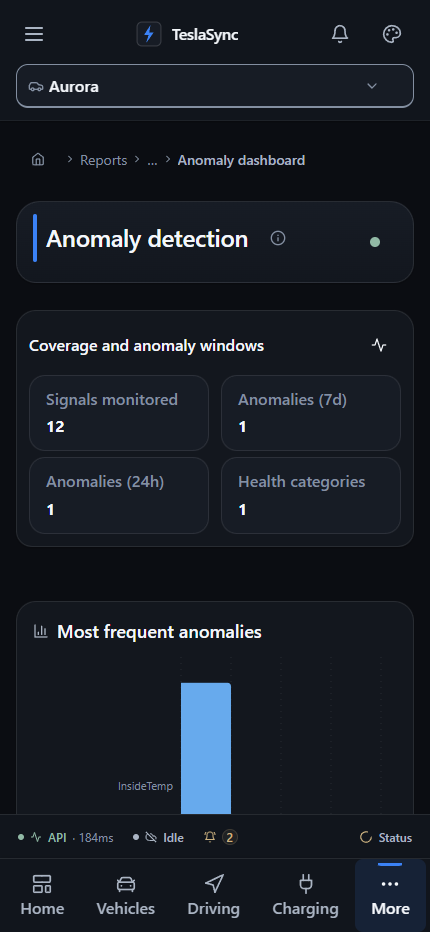 TeslaSync
Aurora
Reports ... Anomaly dashboard
Anomaly detection
Coverage and anomaly windows
Signals monitored
12
Anomalies (7d)
1
Anomalies (24h)
1
Health categories
1
Most frequent anomalies
InsideTemp
API · 184ms Idle 2 Status
Home Vehicles Driving Charging More